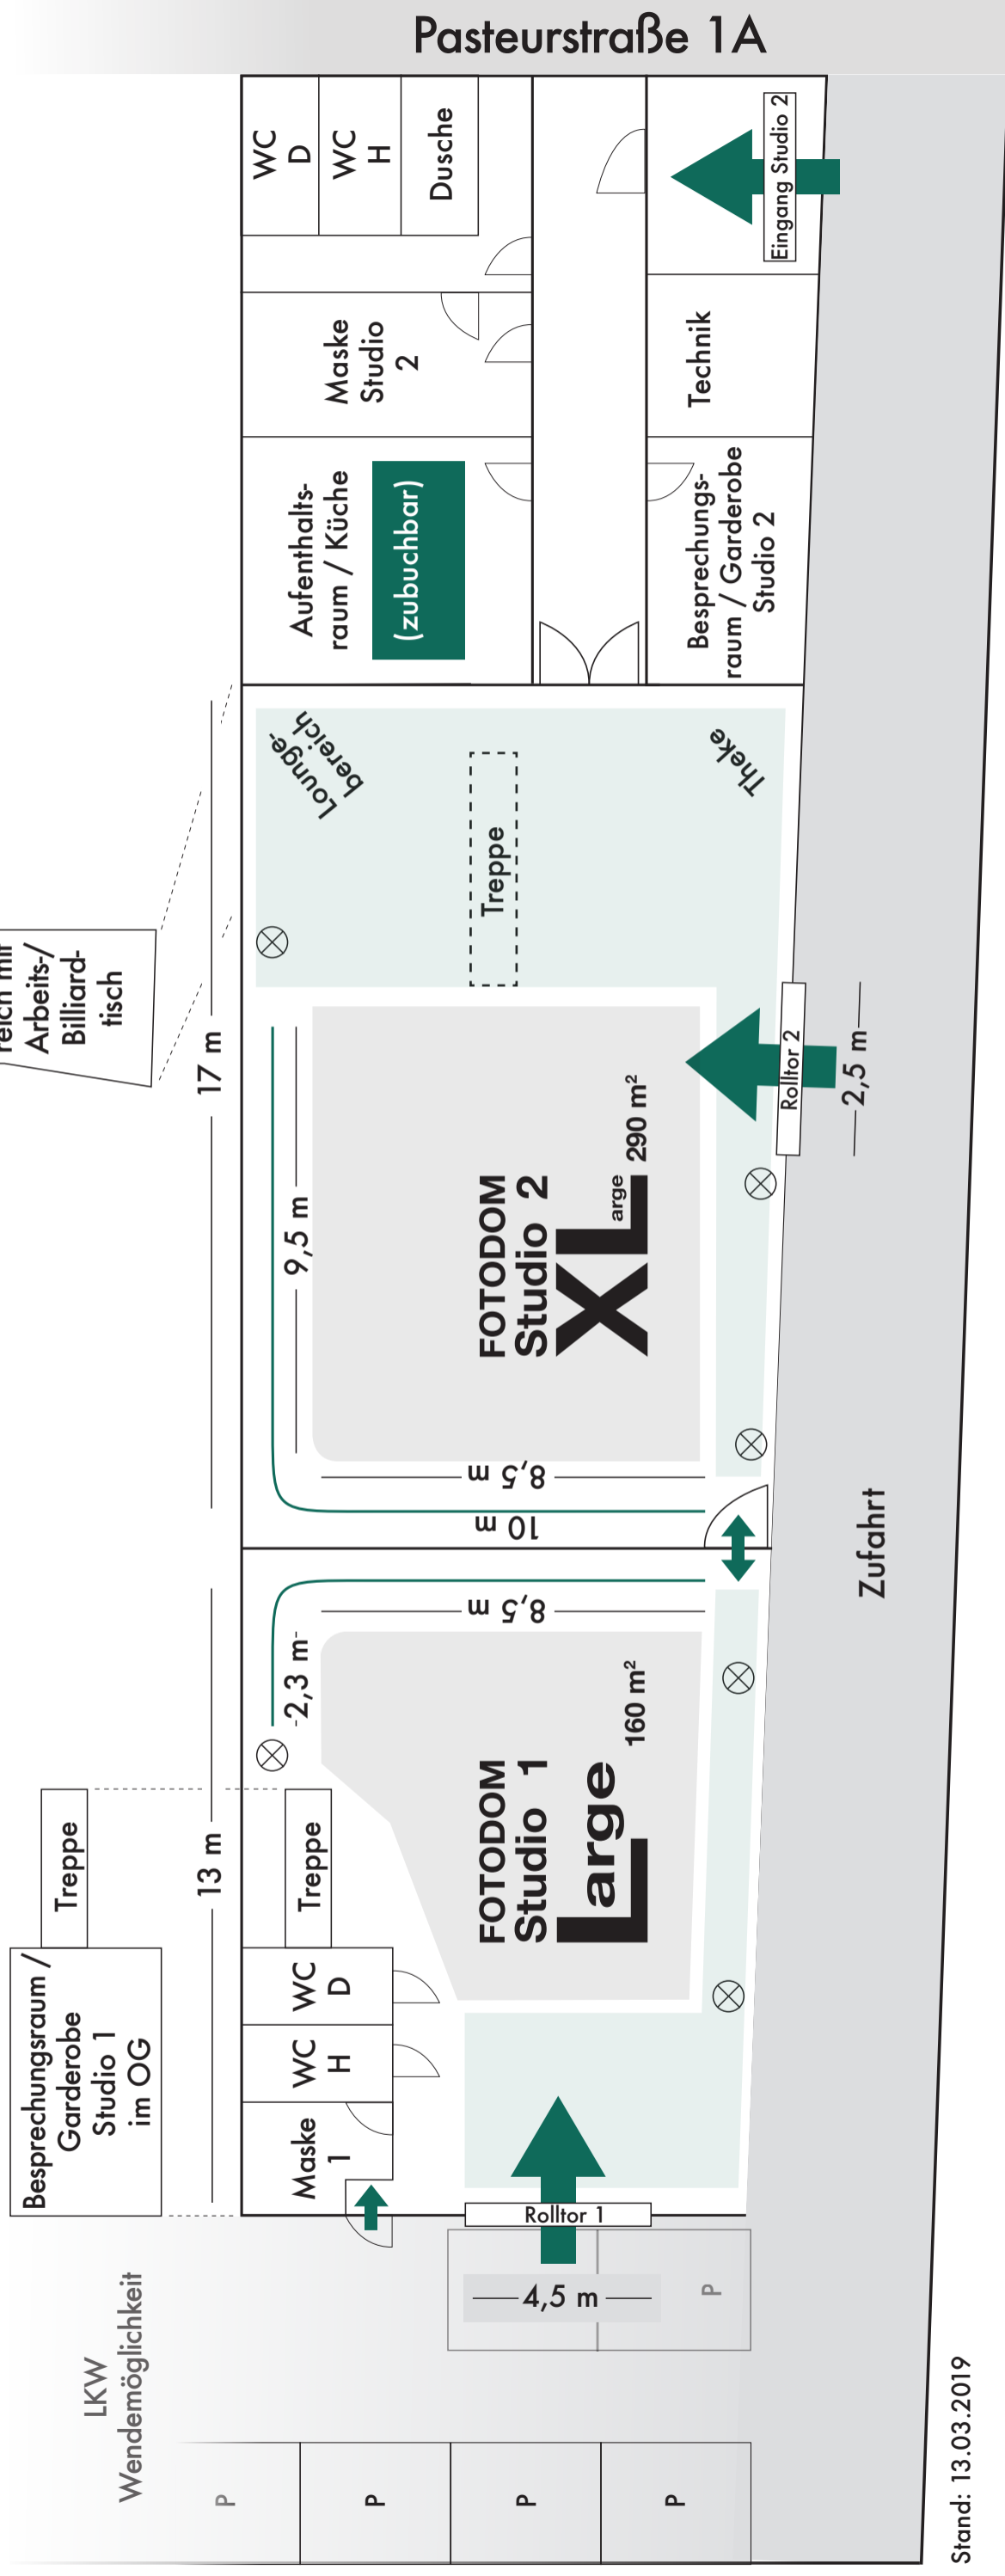 Pasteurstraße 1A
WC
D
WC
H
Dusche
Eingang Studio 2
Maske
Studio
2
Technik
Aufenthalts-
raum / Küche
(zubuchbar)
Besprechungs-
raum / Garderobe
Studio 2
Lounge-
bereich
Theke
Treppe
Arbeits-/
Billiard-
tisch
17 m
9,5 m
FOTODOM
Studio 2
XLarge 290 m²
Rolltor 2
2,5 m
8,5 m
10 m
Zufahrt
8,5 m
2,3 m
FOTODOM
Studio 1
Large 160 m²
13 m
Treppe
Treppe
Besprechungsraum /
Garderobe
Studio 1
im OG
WC
D
WC
H
Maske
1
Rolltor 1
4,5 m
P
LKW
Wendemöglichkeit
P
P
P
P
Stand: 13.03.2019